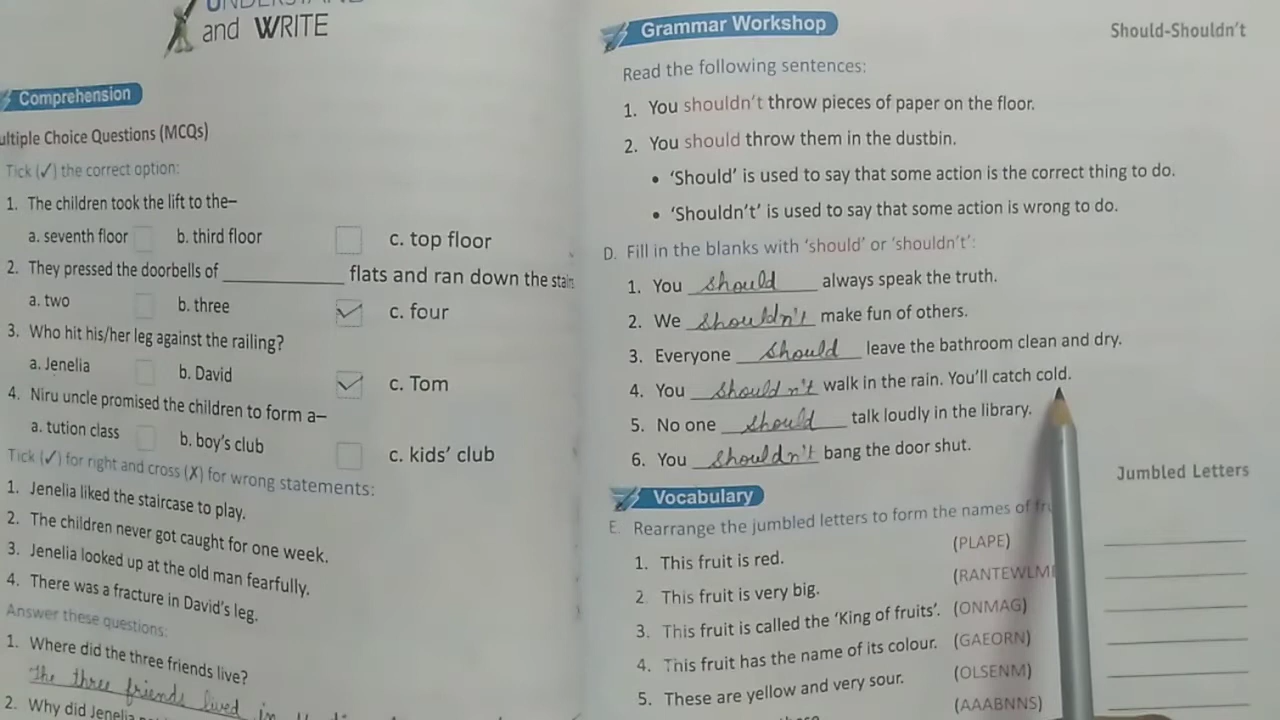 and WRITE
Comprehension
Multiple Choice Questions (MCQs)
Tick (✓) the correct option:
1. The children took the lift to the–
a. seventh floor b. third floor c. top floor
2. They pressed the doorbells of ____________ flats and ran down the
a. two b. three ✓ c. four
3. Who hit his/her leg against the railing?
a. Jenelia b. David ✓ c. Tom
4. Niru uncle promised the children to form a–
a. tution class b. boy's club c. kids' club
Tick (✓) for right and cross (✗) for wrong statements:
1. Jenelia liked the staircase to play.
2. The children never got caught for one week.
3. Jenelia looked up at the old man fearfully.
4. There was a fracture in David's leg.
Answer these questions:
1. Where did the three friends live?
The three friends lived in
2. Why did Jenelia
Grammar Workshop
Should-Shouldn't
Read the following sentences:
1. You shouldn't throw pieces of paper on the floor.
2. You should throw them in the dustbin.
• 'Should' is used to say that some action is the correct thing to do.
• 'Shouldn't' is used to say that some action is wrong to do.
D. Fill in the blanks with 'should' or 'shouldn't':
1. You should always speak the truth.
2. We shouldn't make fun of others.
3. Everyone should leave the bathroom clean and dry.
4. You shouldn't walk in the rain. You'll catch cold.
5. No one should talk loudly in the library.
6. You shouldn't bang the door shut.
Vocabulary
Jumbled Letters
E. Rearrange the jumbled letters to form the names of
1. This fruit is red. (PLAPE)
2. This fruit is very big.
3. This fruit is called the 'King of fruits'. (ONMAG)
4. This fruit has the name of its colour. (GAEORN)
5. These are yellow and very sour. (OLSENM)
(AAABNNS)